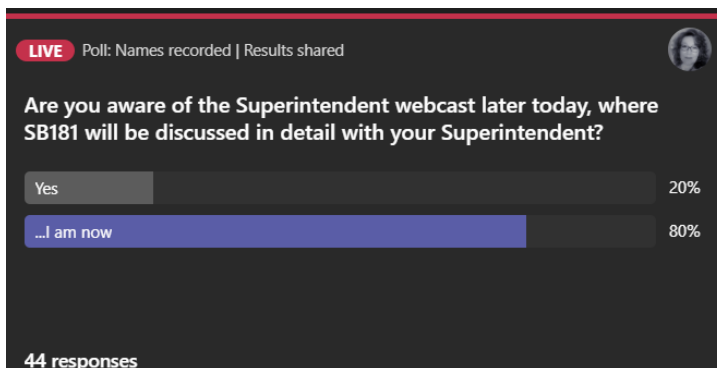 LIVE Poll: Names recorded | Results shared
Are you aware of the Superintendent webcast later today, where
SB181 will be discussed in detail with your Superintendent?
Yes 20%
...I am now 80%
44 responses